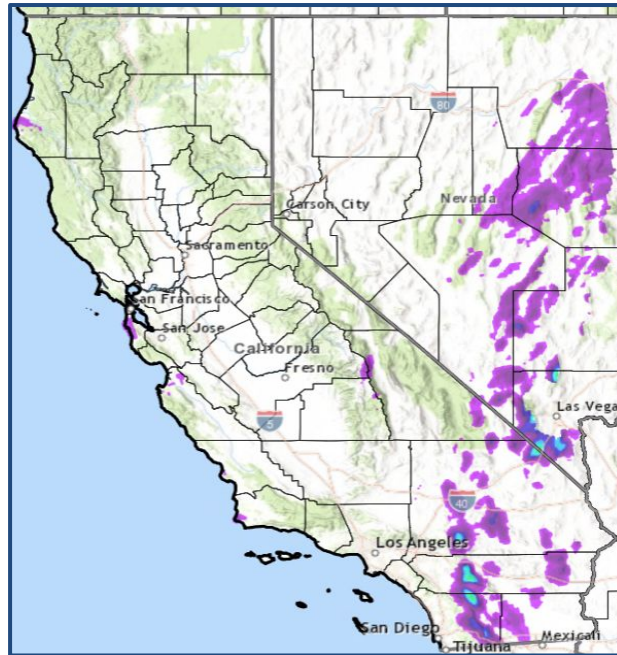 80
Carson City
Nevada
Sacramento
San Francisco
San Jose
California
Fresno
5
Las Vega
40
Los Angeles
San Diego
Tijuana
Mexicali